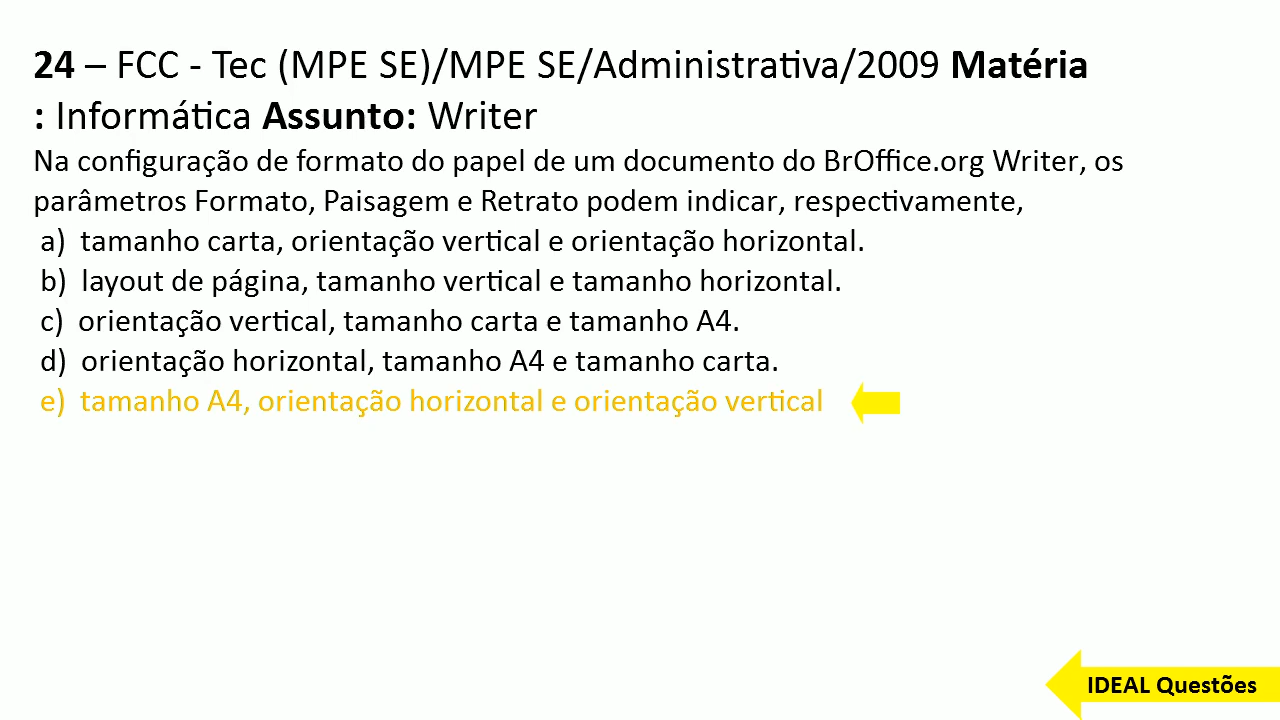 24 – FCC - Tec (MPE SE)/MPE SE/Administrativa/2009 Matéria
: Informática Assunto: Writer
Na configuração de formato do papel de um documento do BrOffice.org Writer, os
parâmetros Formato, Paisagem e Retrato podem indicar, respectivamente,
a) tamanho carta, orientação vertical e orientação horizontal.
b) layout de página, tamanho vertical e tamanho horizontal.
c) orientação vertical, tamanho carta e tamanho A4.
d) orientação horizontal, tamanho A4 e tamanho carta.
e) tamanho A4, orientação horizontal e orientação vertical
IDEAL Questões